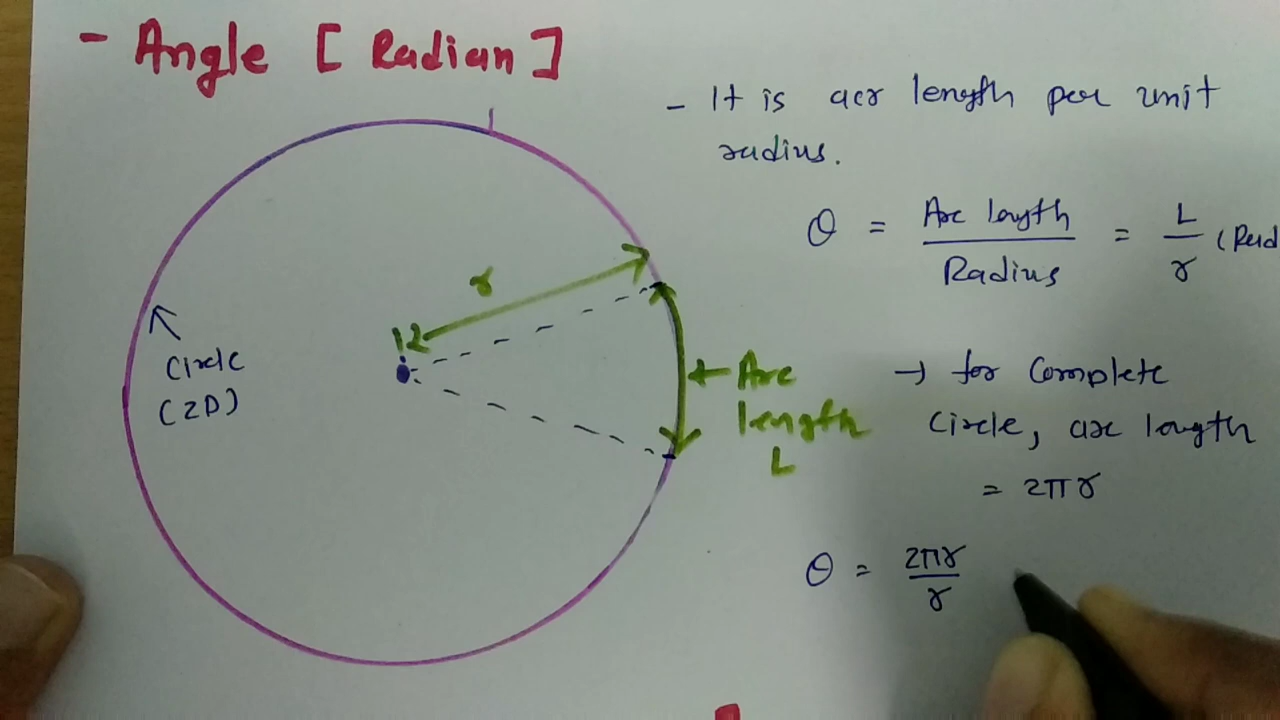 - Angle [ Radian ]
- It is acr length per unit
radius.
θ = Arc length / Radius = L / r (Rad
r
Circle
(2D)
Arc
length
L
→ for Complete
Circle, arc length
= 2πr
θ = 2πr / r